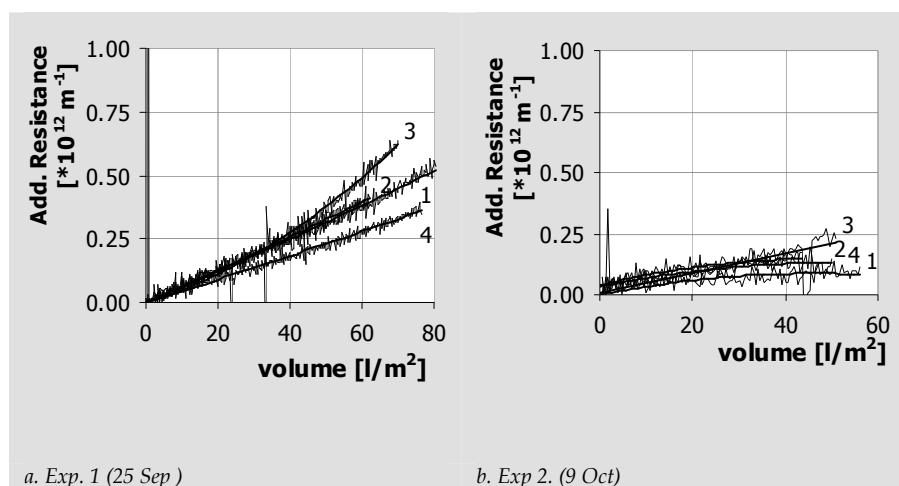 1.00
0.75
0.50
0.25
0.00
Add. Resistance
[*10¹² m⁻¹]
3
2
1
4
0 20 40 60 80
volume [l/m²]
a. Exp. 1 (25 Sep )
1.00
0.75
0.50
0.25
0.00
Add. Resistance
[*10¹² m⁻¹]
3
24 1
0 20 40 60
volume [l/m²]
b. Exp 2. (9 Oct)